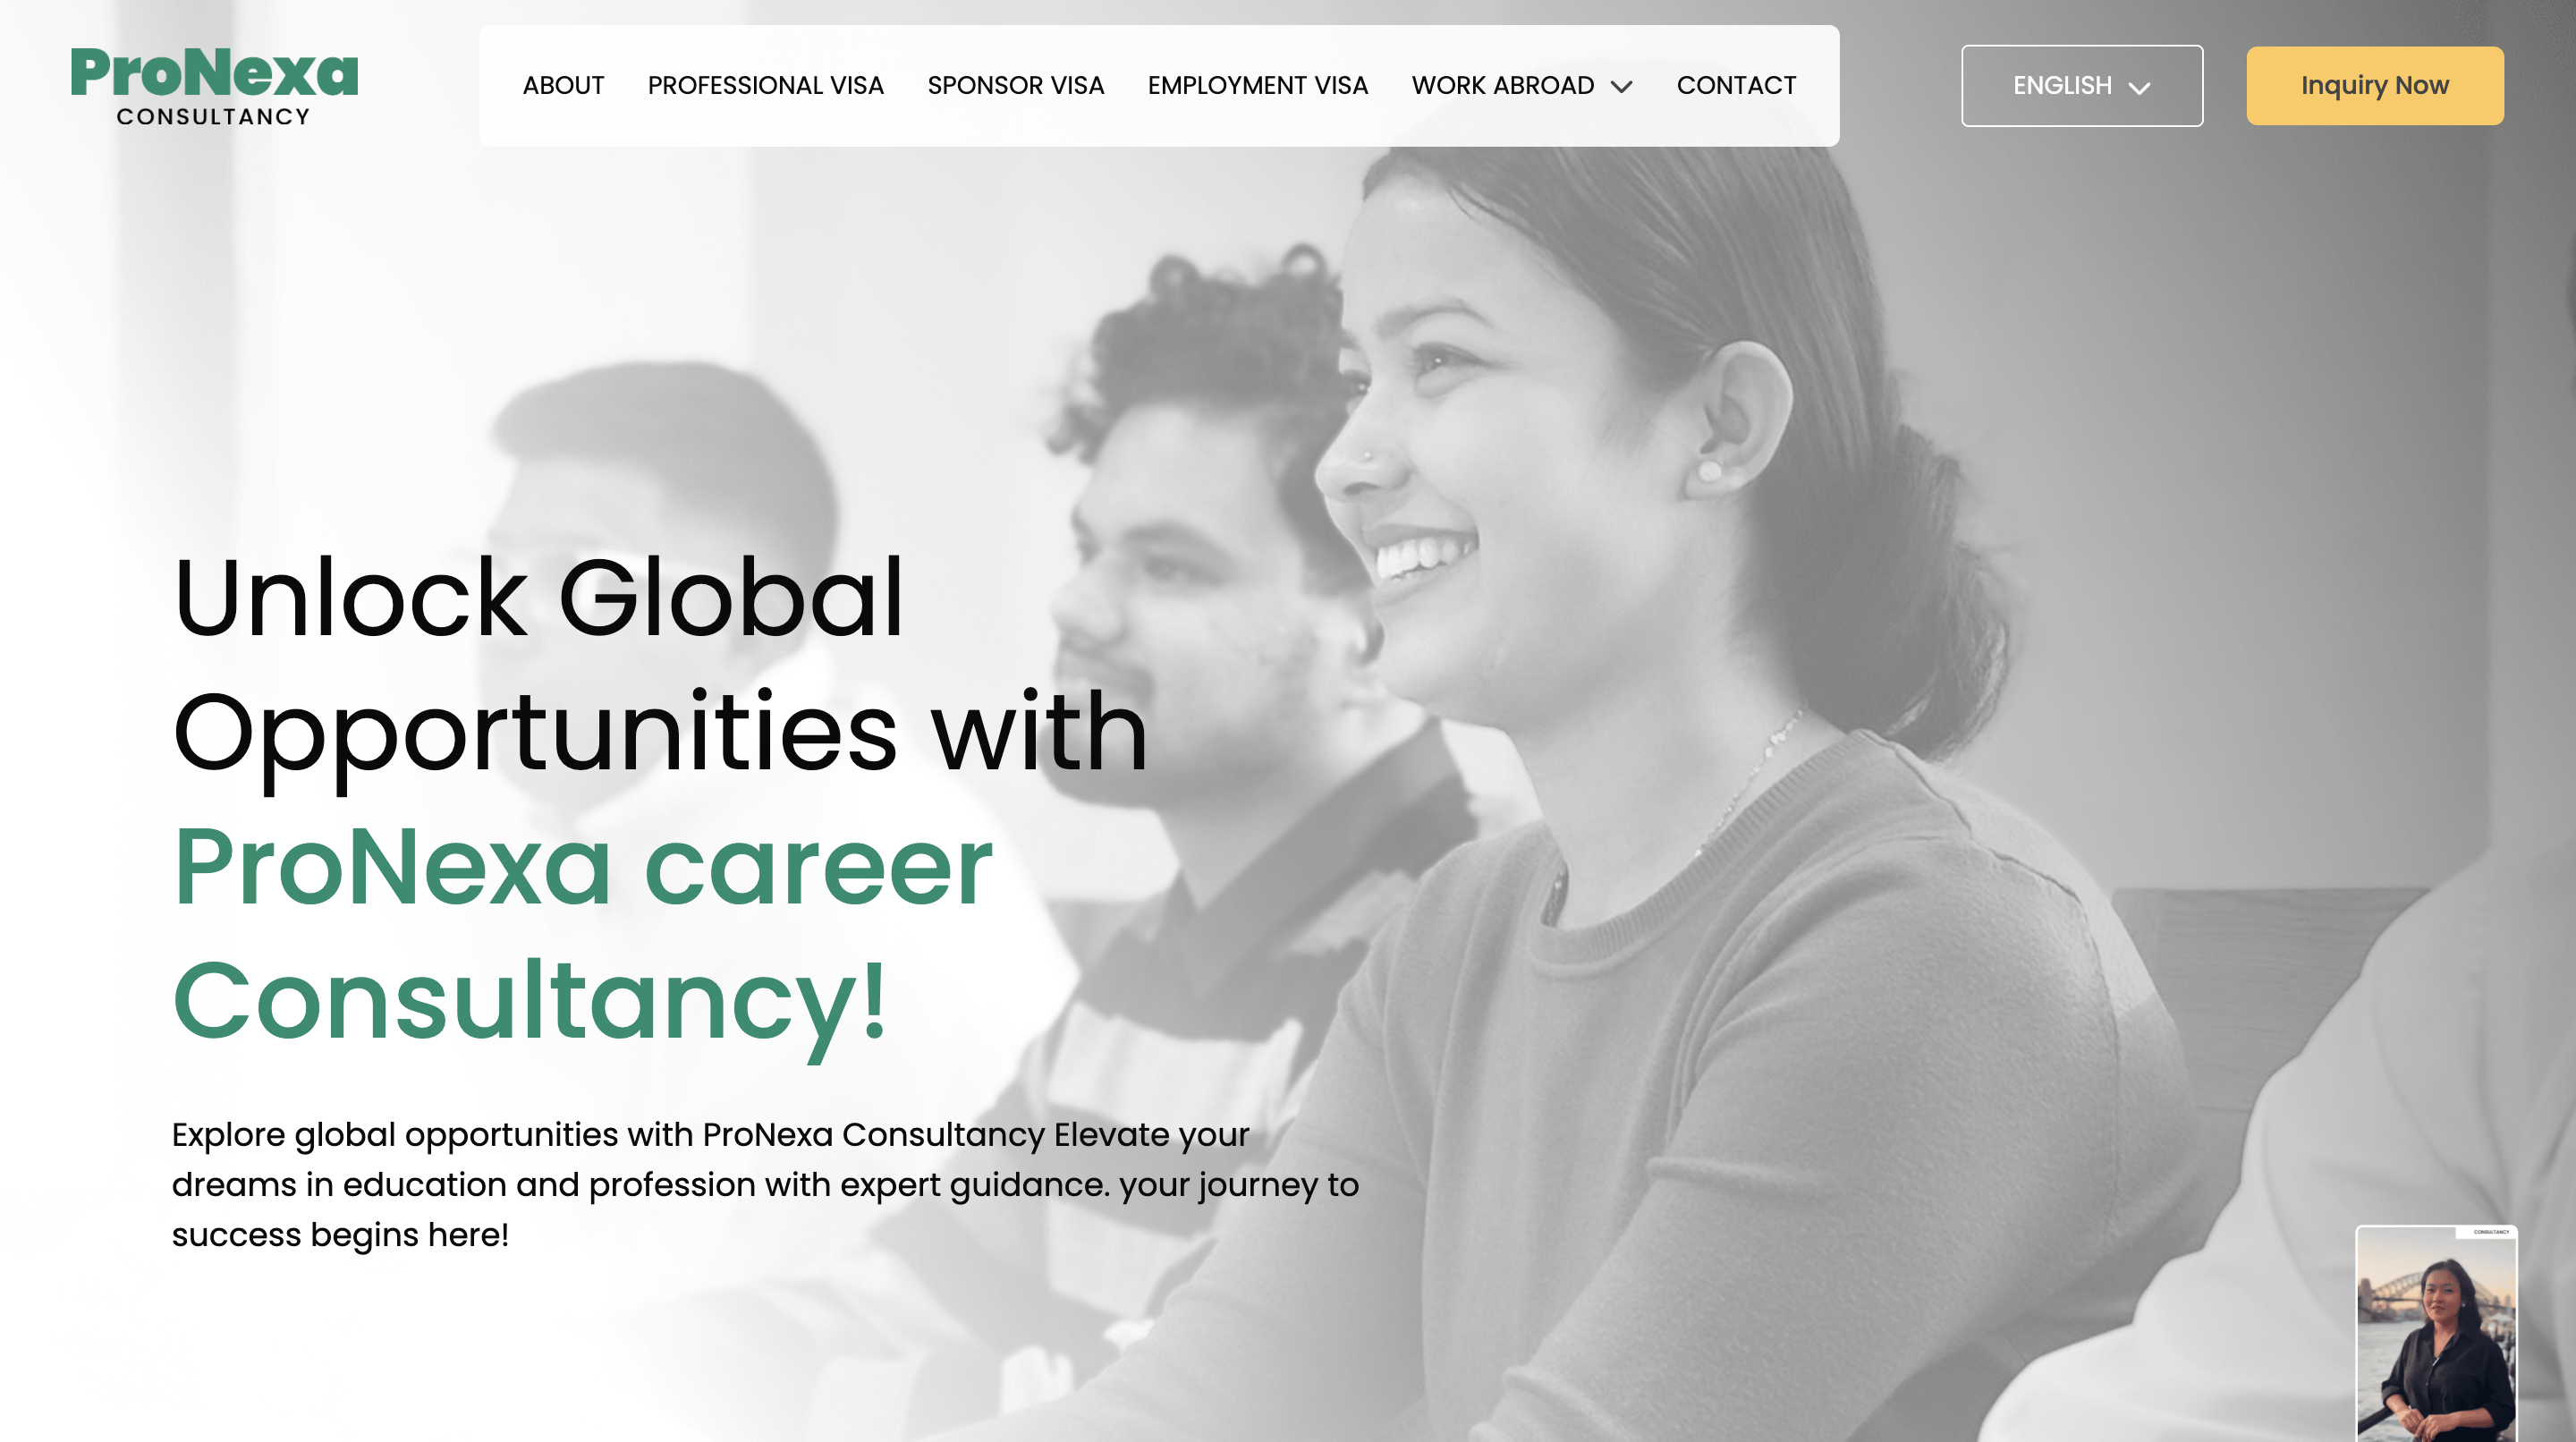 ProNexa
CONSULTANCY
ABOUT PROFESSIONAL VISA SPONSOR VISA EMPLOYMENT VISA WORK ABROAD CONTACT
ENGLISH
Inquiry Now
Unlock Global
Opportunities with
ProNexa career
Consultancy!
Explore global opportunities with ProNexa Consultancy Elevate your
dreams in education and profession with expert guidance. your journey to
success begins here!
CONSULTANCY